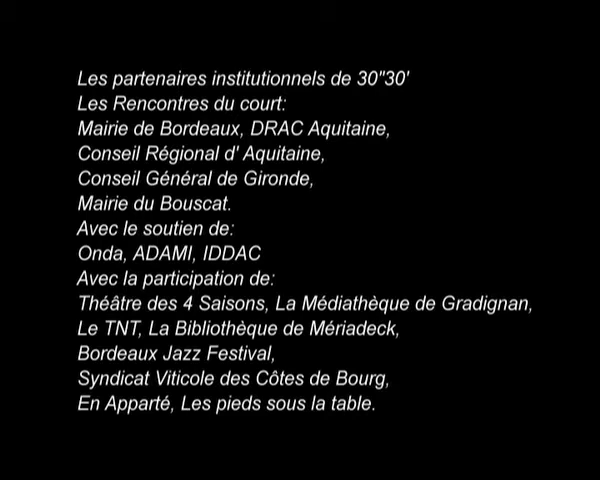 Les partenaires institutionnels de 30"30'
Les Rencontres du court:
Mairie de Bordeaux, DRAC Aquitaine,
Conseil Régional d' Aquitaine,
Conseil Général de Gironde,
Mairie du Bouscat.
Avec le soutien de:
Onda, ADAMI, IDDAC
Avec la participation de:
Théâtre des 4 Saisons, La Médiathèque de Gradignan,
Le TNT, La Bibliothèque de Mériadeck,
Bordeaux Jazz Festival,
Syndicat Viticole des Côtes de Bourg,
En Apparté, Les pieds sous la table.